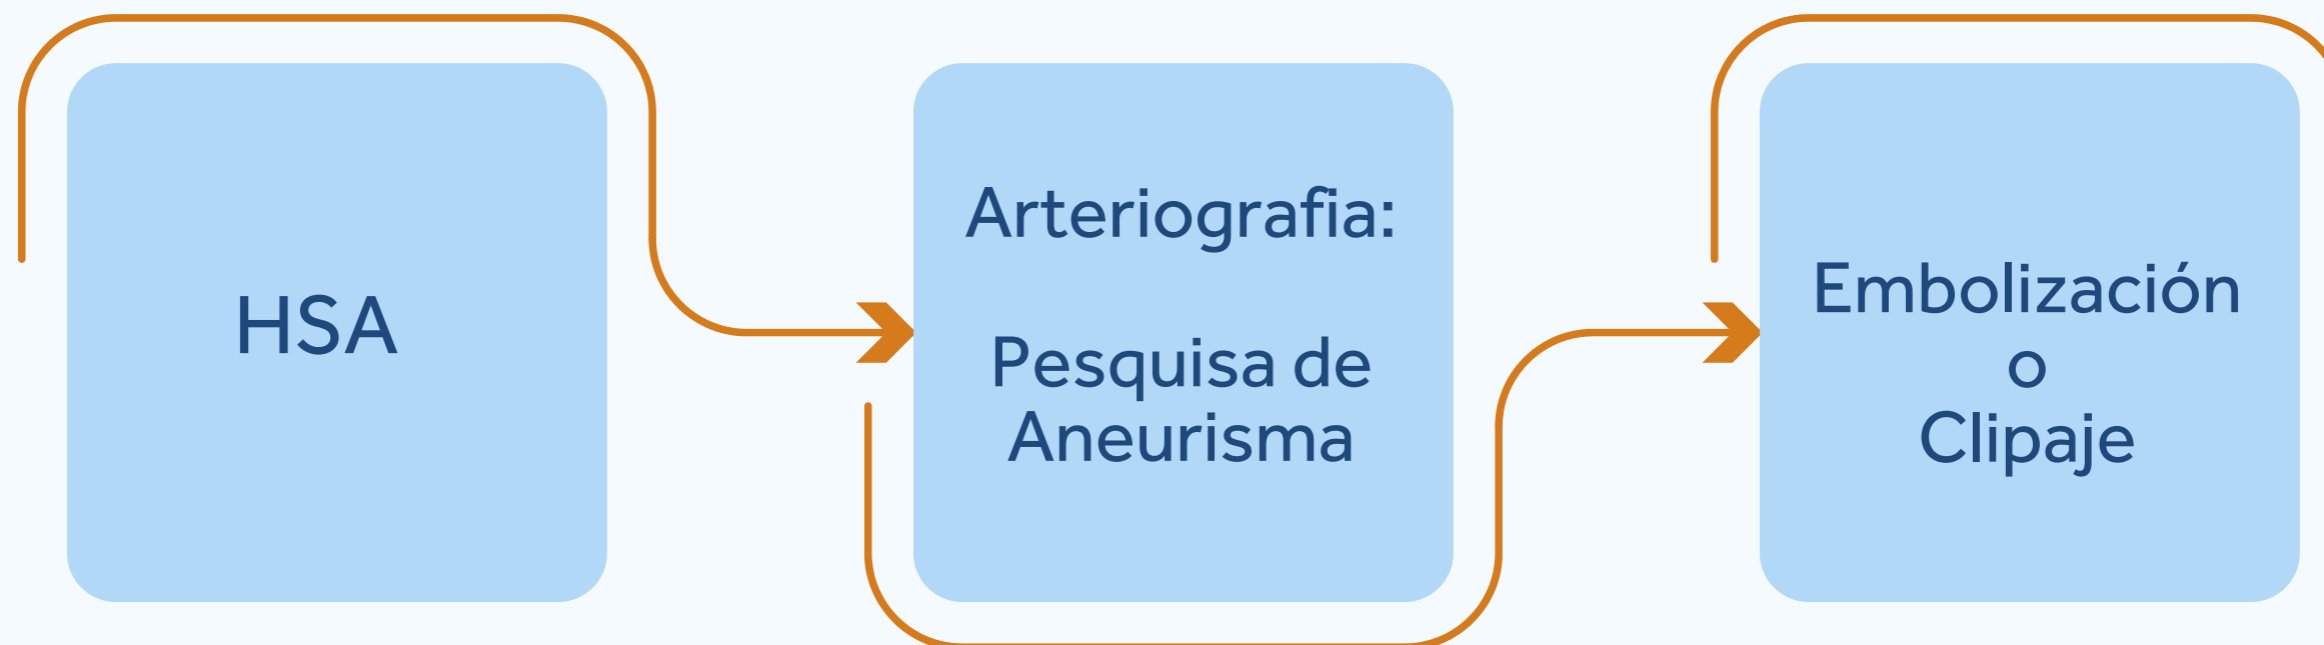 HSA
Arteriografia:
Pesquisa de
Aneurisma
Embolización
o
Clipaje